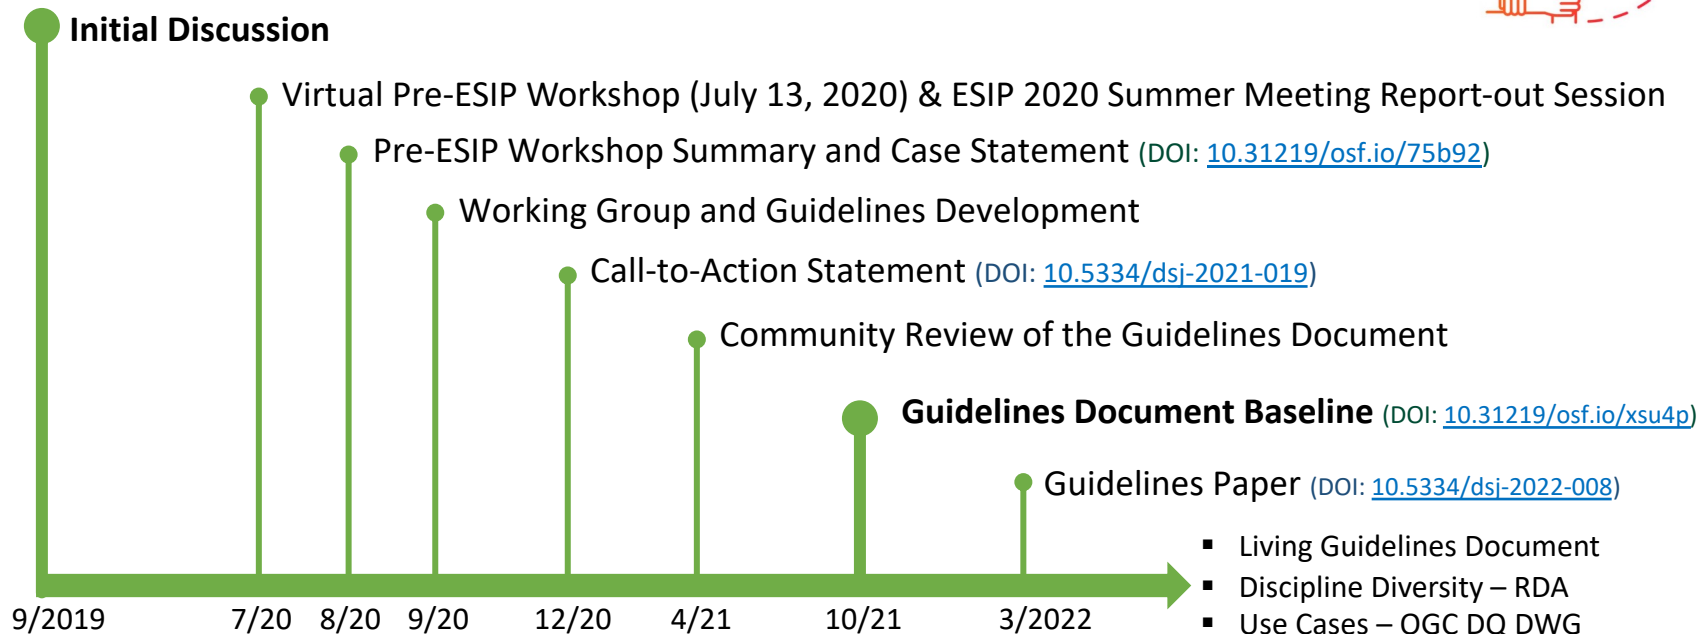 Initial Discussion
Virtual Pre-ESIP Workshop (July 13, 2020) & ESIP 2020 Summer Meeting Report-out Session
Pre-ESIP Workshop Summary and Case Statement (DOI: 10.31219/osf.io/75b92)
Working Group and Guidelines Development
Call-to-Action Statement (DOI: 10.5334/dsj-2021-019)
Community Review of the Guidelines Document
Guidelines Document Baseline (DOI: 10.31219/osf.io/xsu4p)
Guidelines Paper (DOI: 10.5334/dsj-2022-008)
▪ Living Guidelines Document
▪ Discipline Diversity – RDA
▪ Use Cases – OGC DQ DWG
9/2019 7/20 8/20 9/20 12/20 4/21 10/21 3/2022